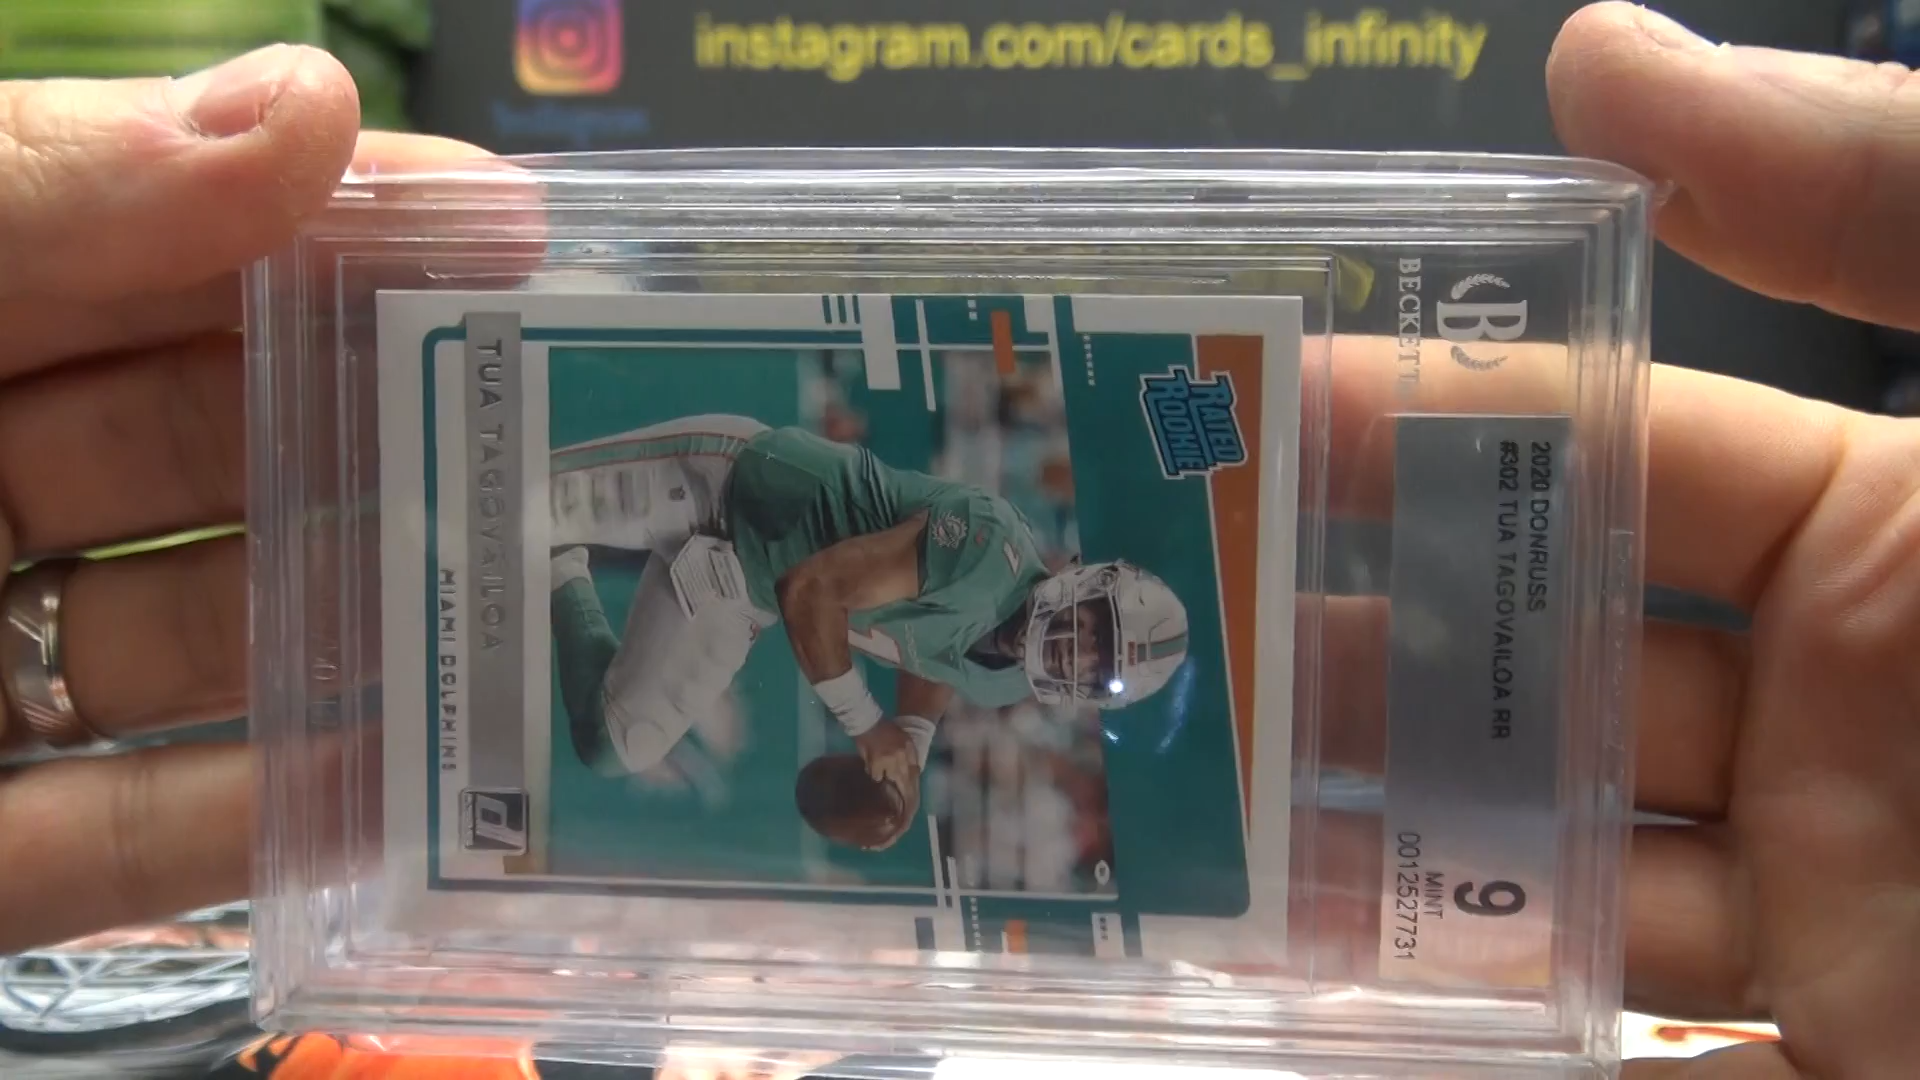 instagram.com/cards_infinity
BECKETT
2020 DONRUSS
#302 TUA TAGOVAILOA RR
9
MINT
0012527731
RATED
ROOKIE
TUA TAGOVAILOA
MIAMI DOLPHINS